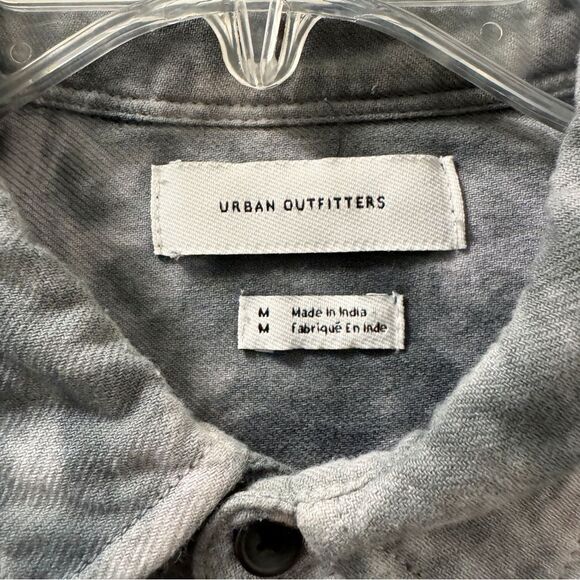 URBAN OUTFITTERS
M Made in India
M Fabriqué En Inde